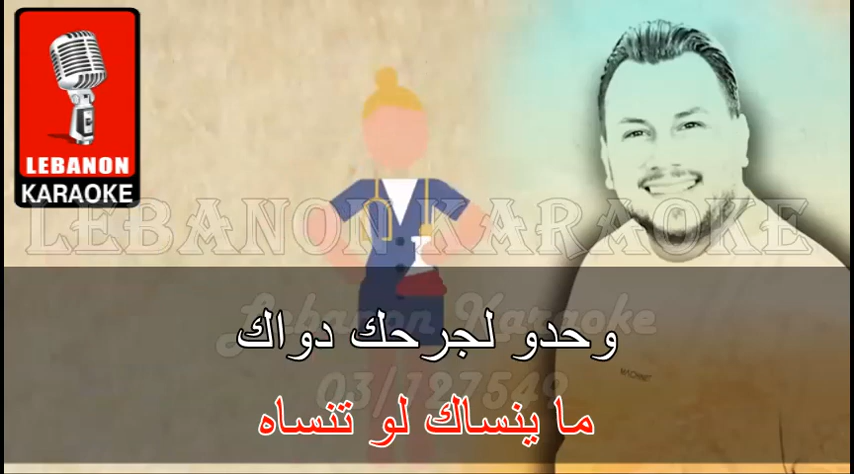 LEBANON
KARAOKE
LEBANON KARAOKE
وحدو لجرحك دواك
Lebanon Karaoke
03/127549
ما ينساك لو تنساه